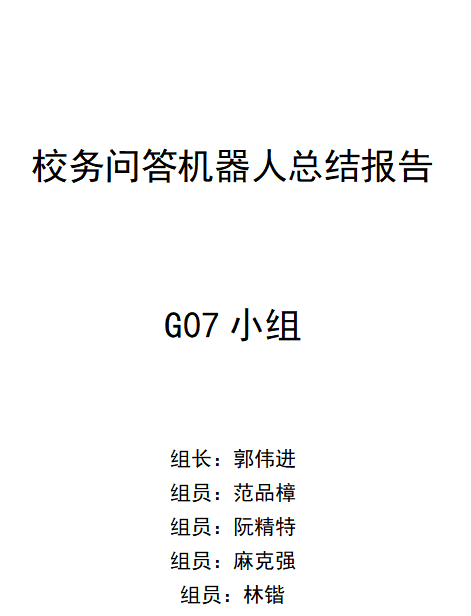 校务问答机器人总结报告
G07 小组
组长：郭伟进
组员：范品樟
组员：阮精特
组员：麻克强
组员：林锴